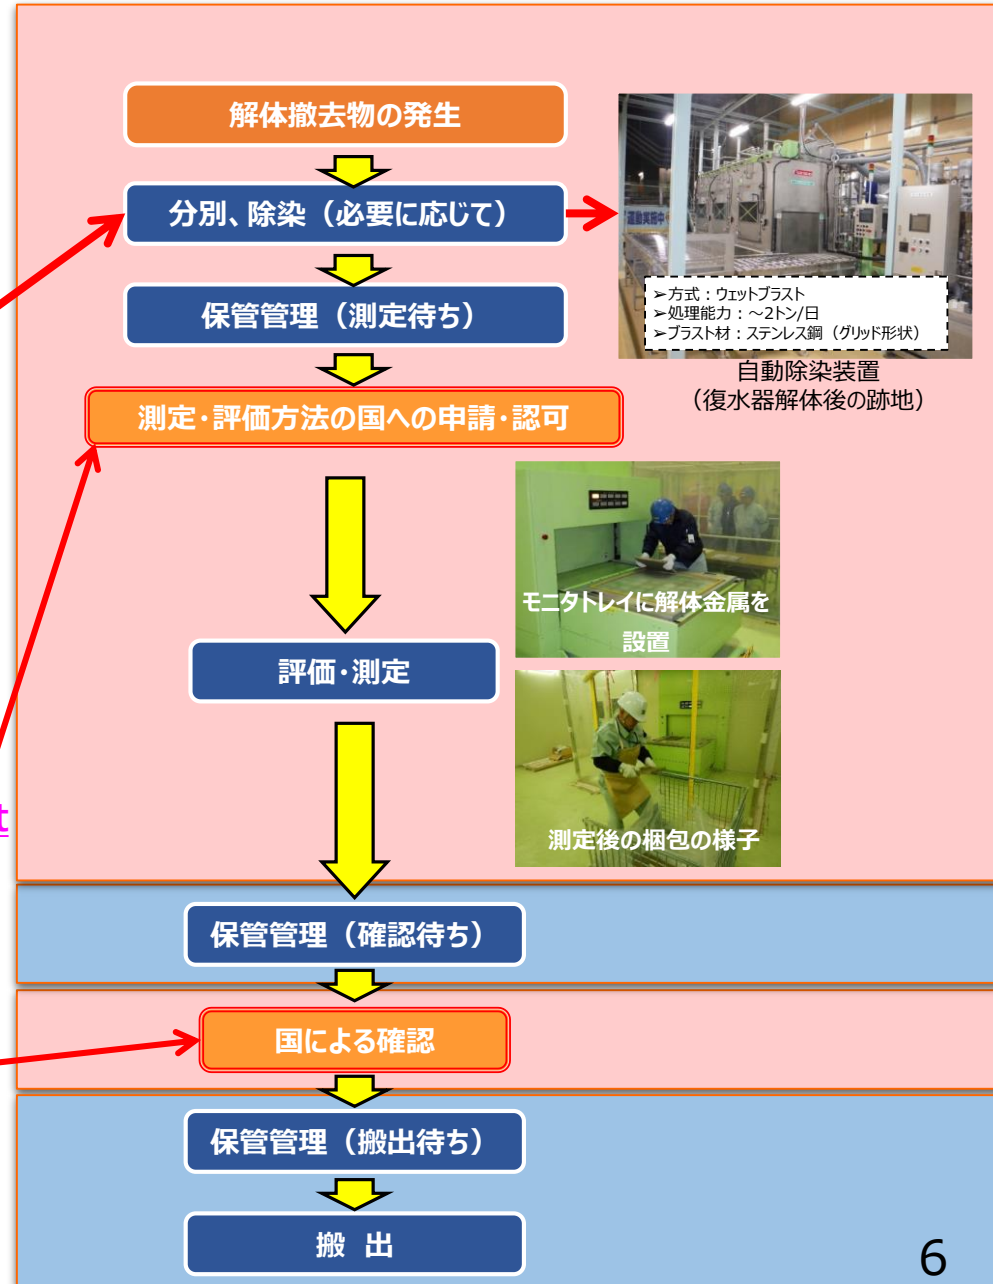 解体撤去物の発生
分別、除染（必要に応じて）
運動実施中
➢方式：ウェットブラスト
➢処理能力：～2トン/日
➢ブラスト材：ステンレス鋼（グリッド形状）
自動除染装置
（復水器解体後の跡地）
保管管理（測定待ち）
測定・評価方法の国への申請・認可
モニタトレイに解体金属を
設置
評価・測定
測定後の梱包の様子
t
保管管理（確認待ち）
国による確認
保管管理（搬出待ち）
搬 出
6